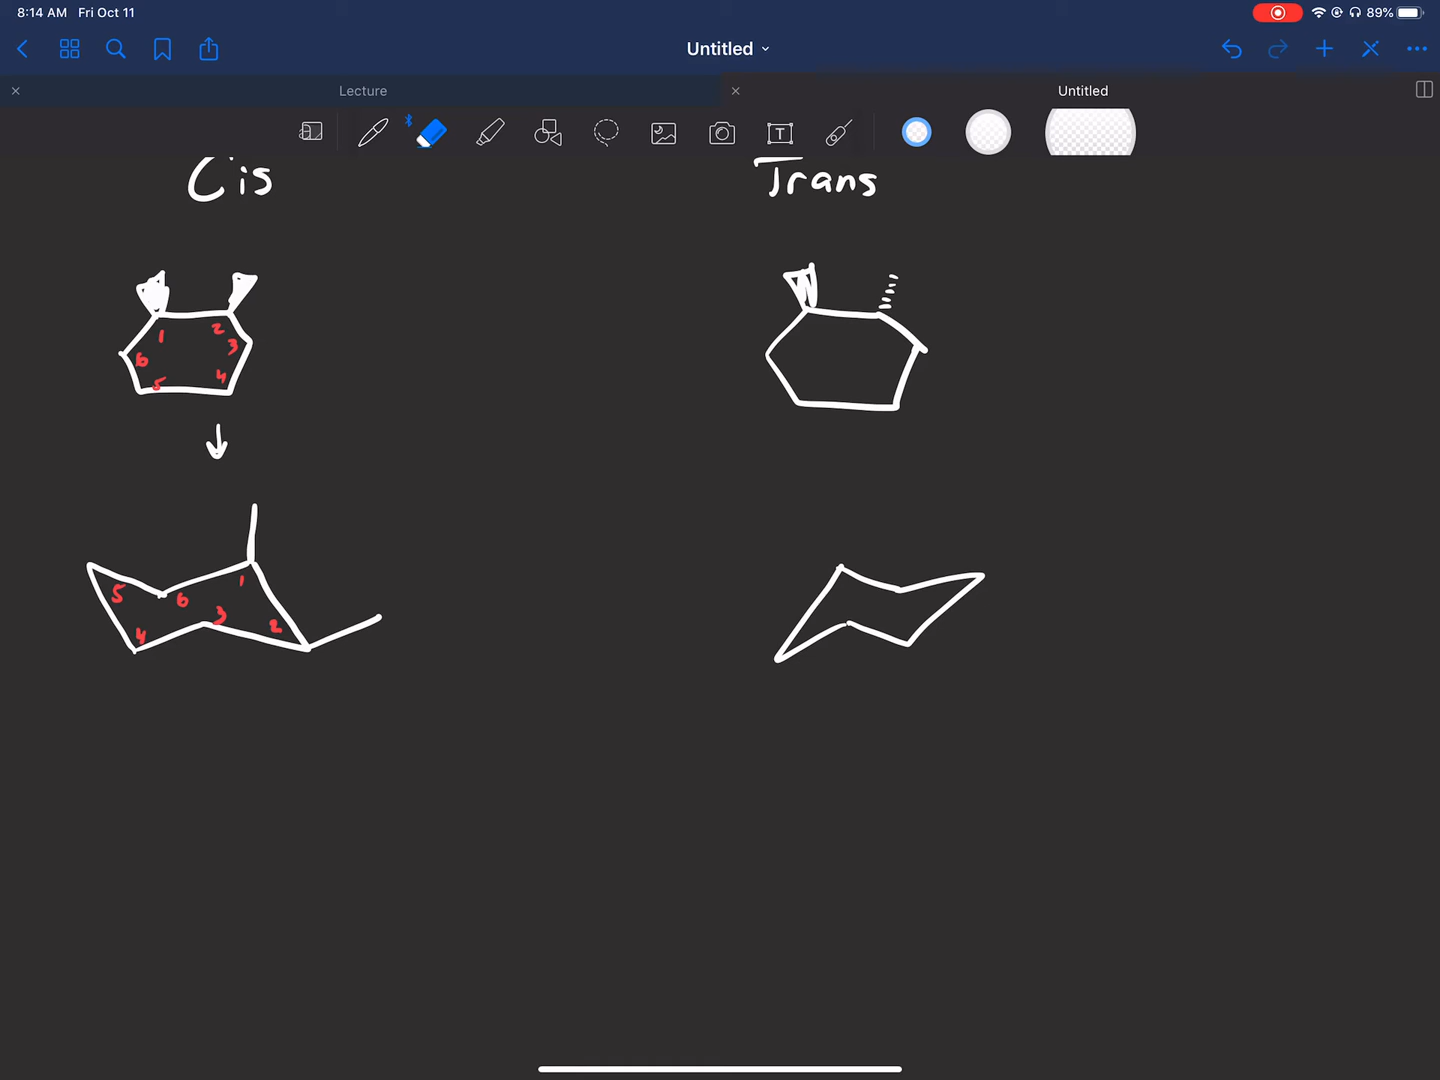 8:14 AM Fri Oct 11
89%
Untitled
Lecture
Untitled
T
Cis
Trans
1 2
6 3
5 4
5 6 1
4 3 2